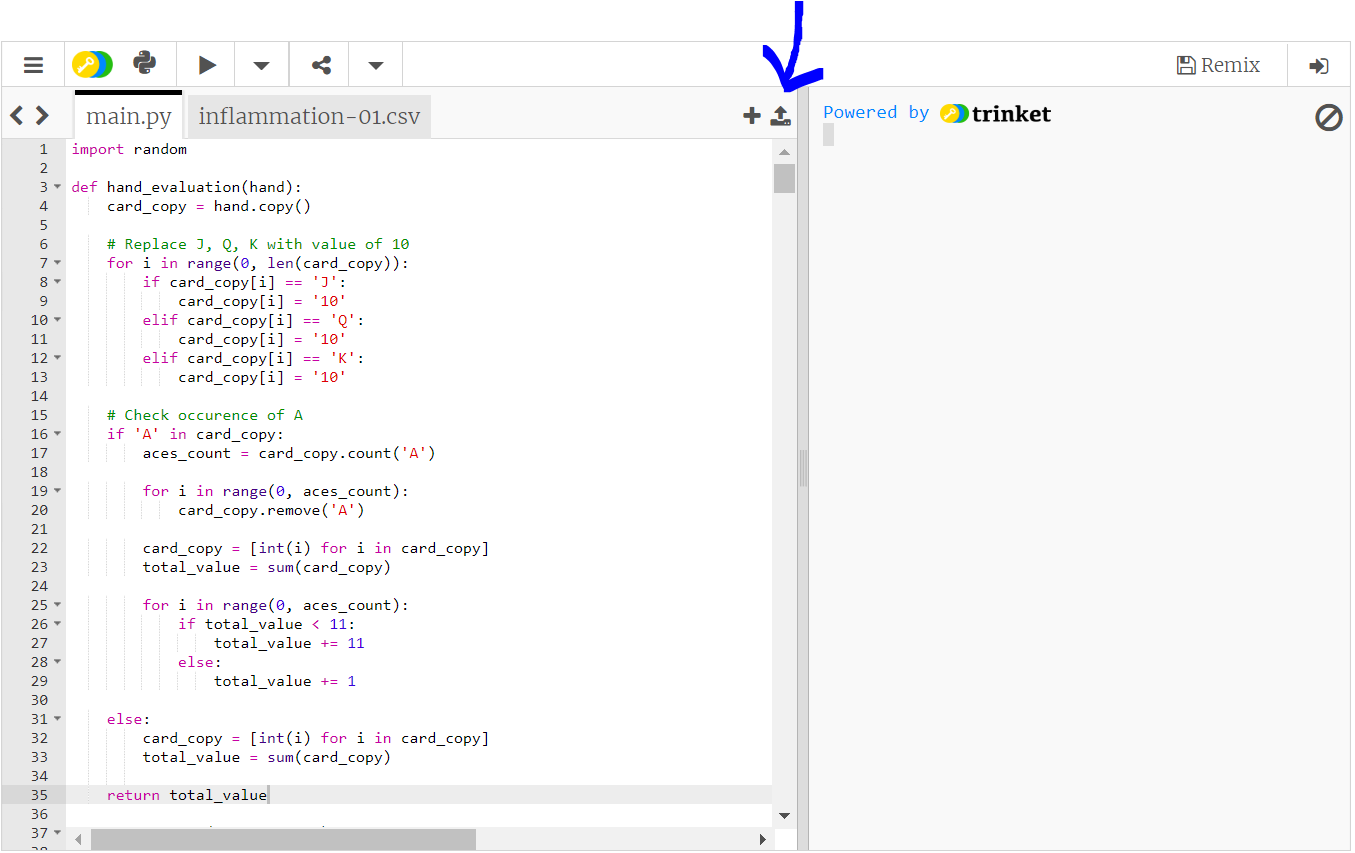 Remix
main.py inflammation-01.csv
Powered by trinket
1 import random
2
3 def hand_evaluation(hand):
4     card_copy = hand.copy()
5
6     # Replace J, Q, K with value of 10
7     for i in range(0, len(card_copy)):
8         if card_copy[i] == 'J':
9             card_copy[i] = '10'
10         elif card_copy[i] == 'Q':
11             card_copy[i] = '10'
12         elif card_copy[i] == 'K':
13             card_copy[i] = '10'
14
15     # Check occurence of A
16     if 'A' in card_copy:
17         aces_count = card_copy.count('A')
18
19         for i in range(0, aces_count):
20             card_copy.remove('A')
21
22         card_copy = [int(i) for i in card_copy]
23         total_value = sum(card_copy)
24
25         for i in range(0, aces_count):
26             if total_value < 11:
27                 total_value += 11
28             else:
29                 total_value += 1
30
31     else:
32         card_copy = [int(i) for i in card_copy]
33         total_value = sum(card_copy)
34
35     return total_value
36
37